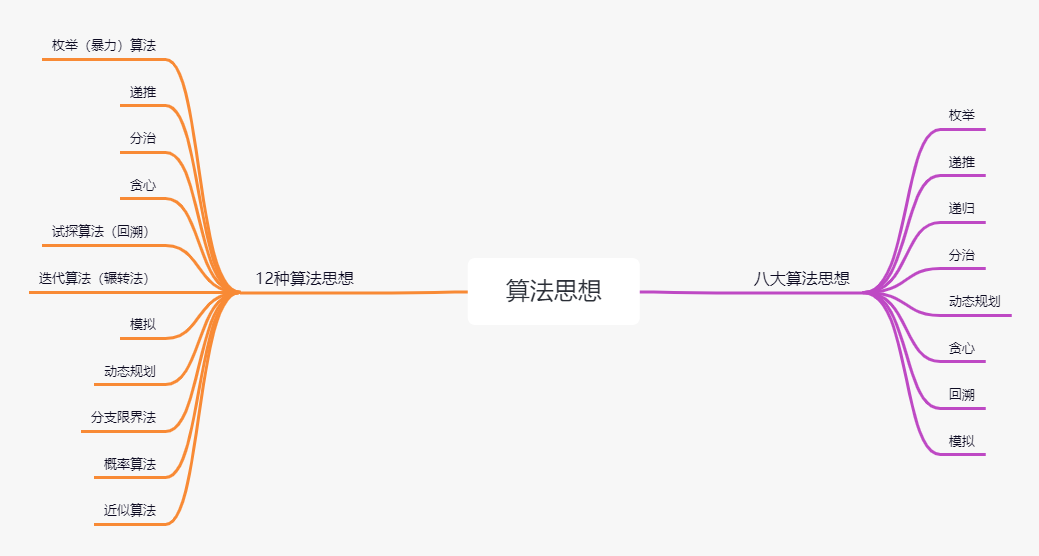 算法思想
12种算法思想
枚举（暴力）算法
递推
分治
贪心
试探算法（回溯）
迭代算法（辗转法）
模拟
动态规划
分支限界法
概率算法
近似算法
八大算法思想
枚举
递推
递归
分治
动态规划
贪心
回溯
模拟